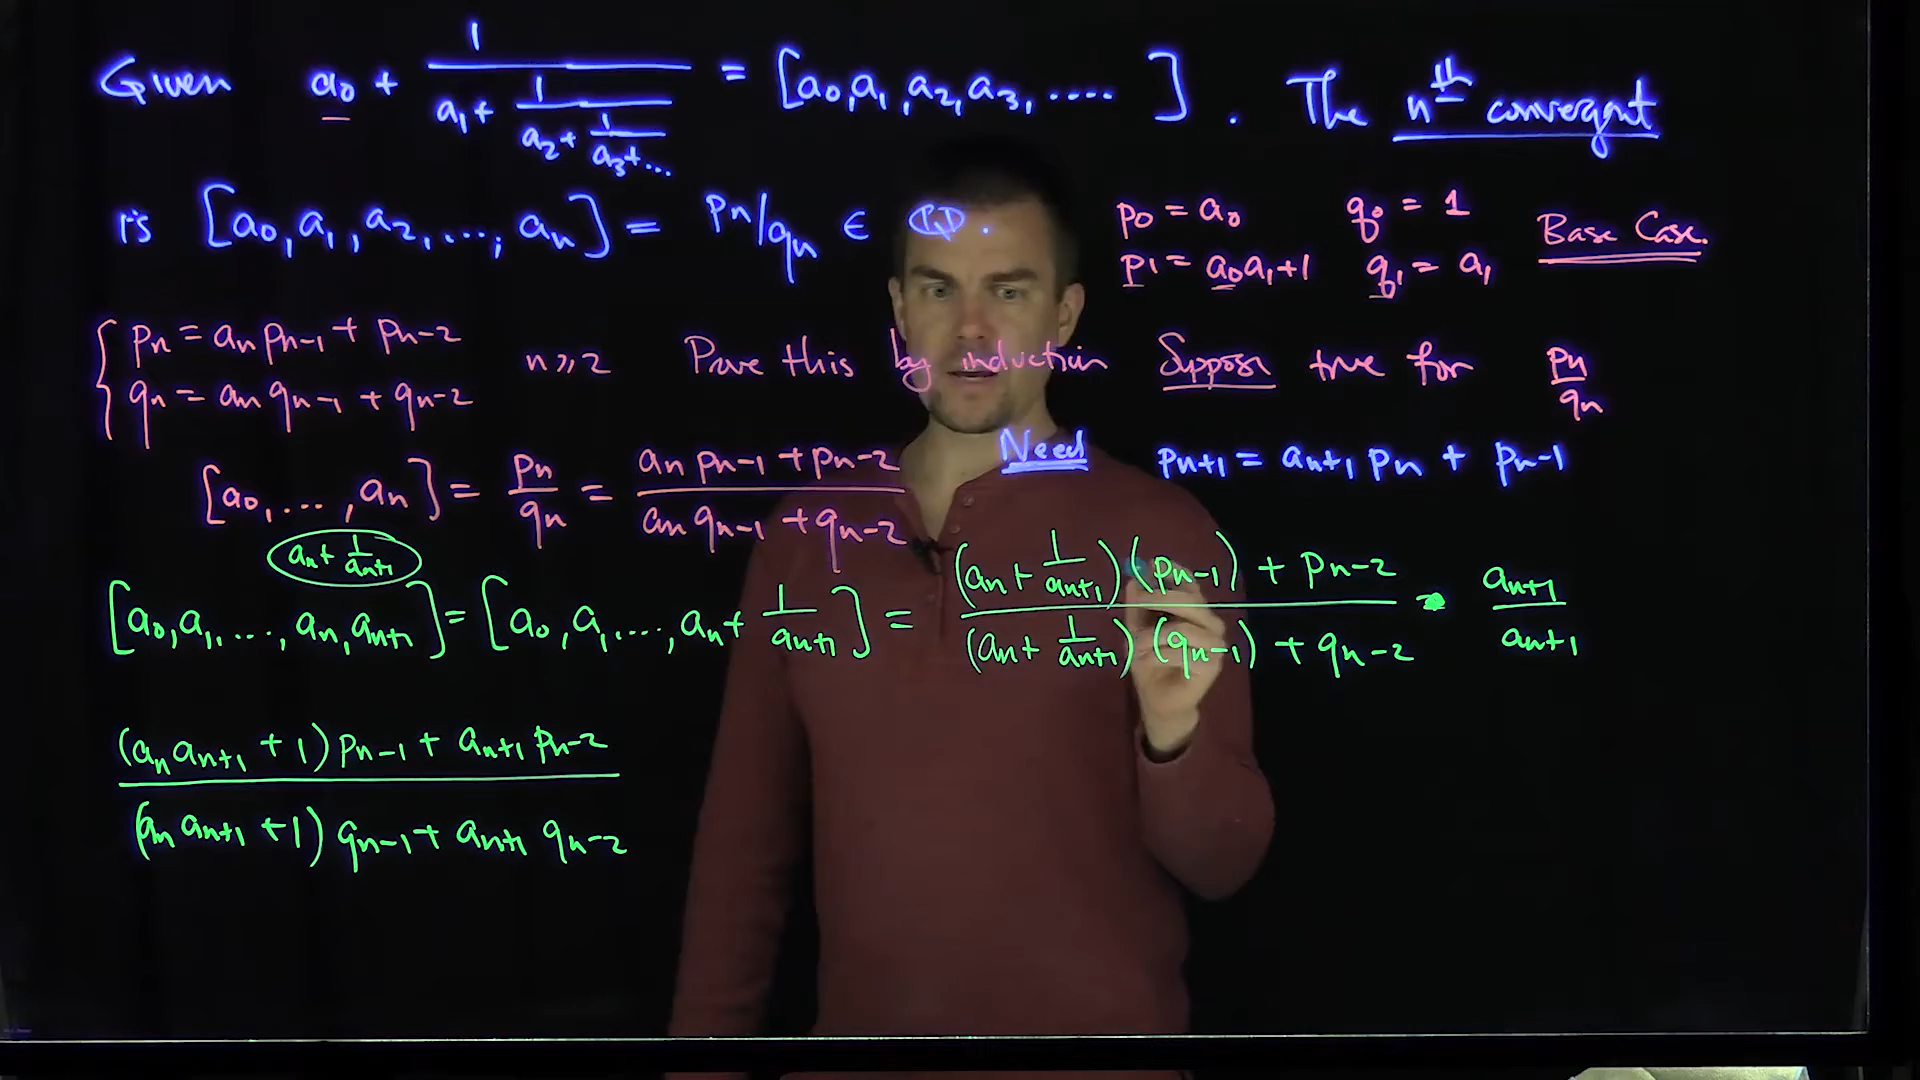 Given a₀ + 1/(a₁ + 1/(a₂ + 1/(a₃ + ...))) = [a₀, a₁, a₂, a₃, ....]. The nth convergent
is [a₀, a₁, a₂, ..., aₙ] = pₙ/qₙ ∈ ℚ.
p₀ = a₀ q₀ = 1 Base Case.
p₁ = a₀a₁+1 q₁ = a₁
{ pₙ = aₙ pₙ₋₁ + pₙ₋₂
qₙ = aₙ qₙ₋₁ + qₙ₋₂
n ⩾ 2 Prove this by induction Suppose true for pₙ/qₙ
[a₀, ..., aₙ] = pₙ/qₙ = (aₙ pₙ₋₁ + pₙ₋₂)/(aₙ qₙ₋₁ + qₙ₋₂)
Need pₙ₊₁ = aₙ₊₁ pₙ + pₙ₋₁
aₙ + 1/aₙ₊₁
[a₀, a₁, ..., aₙ, aₙ₊₁] = [a₀, a₁, ..., aₙ + 1/aₙ₊₁] = ((aₙ + 1/aₙ₊₁)(pₙ₋₁) + pₙ₋₂)/((aₙ + 1/aₙ₊₁)(qₙ₋₁) + qₙ₋₂) • aₙ₊₁/aₙ₊₁
((aₙ aₙ₊₁ + 1) pₙ₋₁ + aₙ₊₁ pₙ₋₂)/((aₙ aₙ₊₁ + 1) qₙ₋₁ + aₙ₊₁ qₙ₋₂)